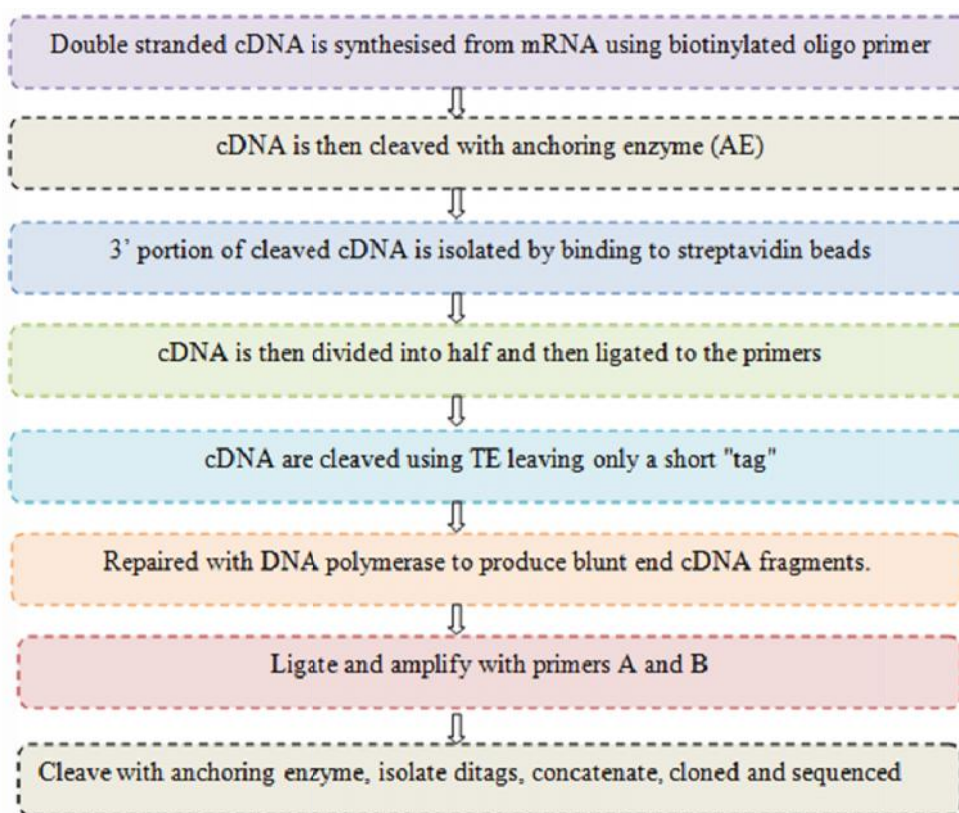 Double stranded cDNA is synthesised from mRNA using biotinylated oligo primer
cDNA is then cleaved with anchoring enzyme (AE)
3’ portion of cleaved cDNA is isolated by binding to streptavidin beads
cDNA is then divided into half and then ligated to the primers
cDNA are cleaved using TE leaving only a short "tag"
Repaired with DNA polymerase to produce blunt end cDNA fragments.
Ligate and amplify with primers A and B
Cleave with anchoring enzyme, isolate ditags, concatenate, cloned and sequenced